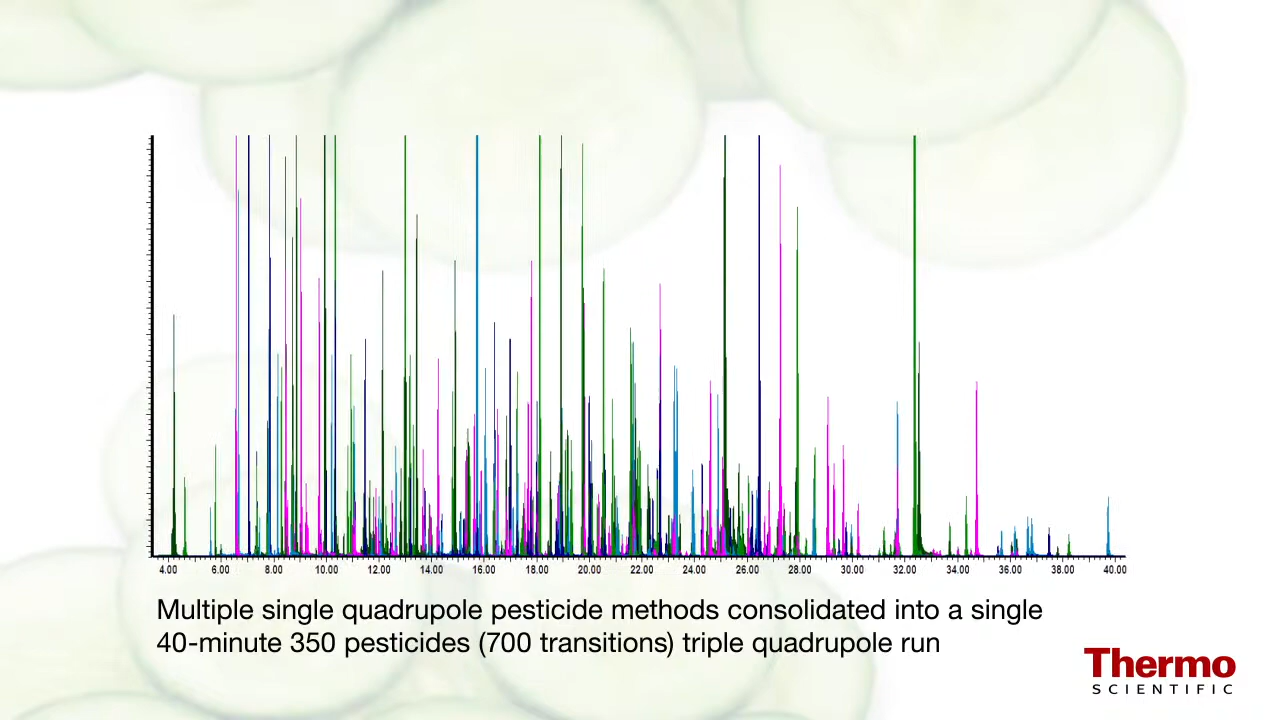 4.00 6.00 8.00 10.00 12.00 14.00 16.00 18.00 20.00 22.00 24.00 26.00 28.00 30.00 32.00 34.00 36.00 38.00 40.00
Multiple single quadrupole pesticide methods consolidated into a single
40-minute 350 pesticides (700 transitions) triple quadrupole run
Thermo
SCIENTIFIC